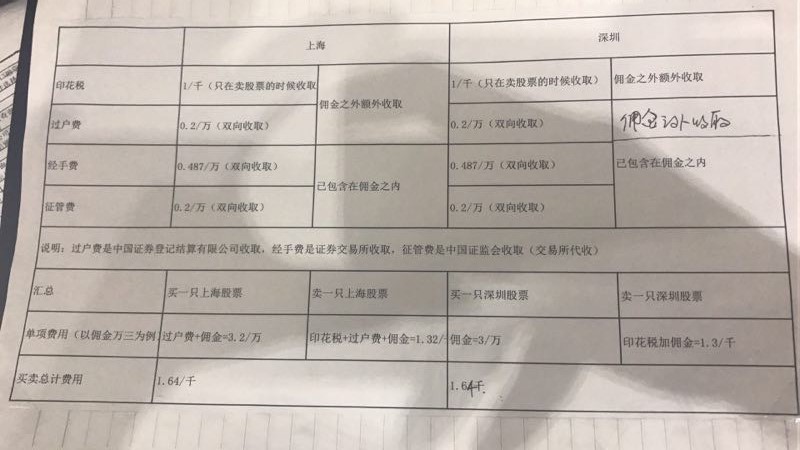 上海 深圳
印花税 1/千（只在卖股票的时候收取 佣金之外额外收取 1/千（只在卖股票的时候收取） 佣金之外额外收取
过户费 0.2/万（双向收取） 0.2/万（双向收取） 佣金之外收取
经手费 0.487/万（双向收取） 已包含在佣金之内 0.487/万（双向收取） 已包含在佣金之内
征管费 0.2/万（双向收取） 0.2/万（双向收取）
说明：过户费是中国证券登记结算有限公司收取，经手费是证券交易所收取，征管费是中国证监会收取（交易所代收）
汇总 买一只上海股票 卖一只上海股票 买一只深圳股票 卖一只深圳股票
单项费用（以佣金万三为例 过户费+佣金=3.2/万 印花税+过户费+佣金=1.32/ 佣金=3/万 印花税加佣金=1.3/千
买卖总计费用 1.64/千 1.64千